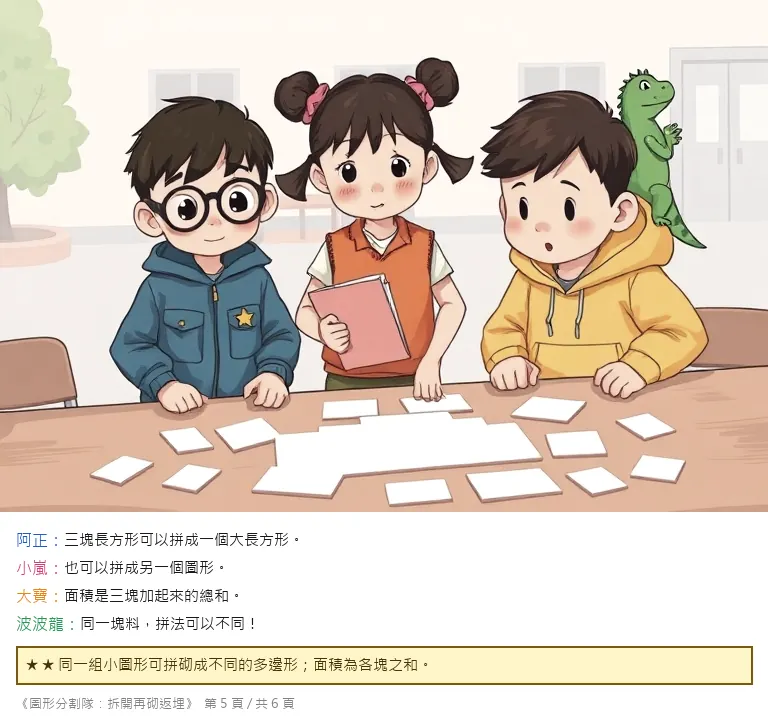 阿正：三塊長方形可以拼成一個大長方形。
小嵐：也可以拼成另一個圖形。
大寶：面積是三塊加起來的總和。
波波龍：同一塊料，拼法可以不同！
★★ 同一組小圖形可拼砌成不同的多邊形；面積為各塊之和。
《圖形分割隊：拆開再砌返埋》 第 5 頁 / 共 6 頁